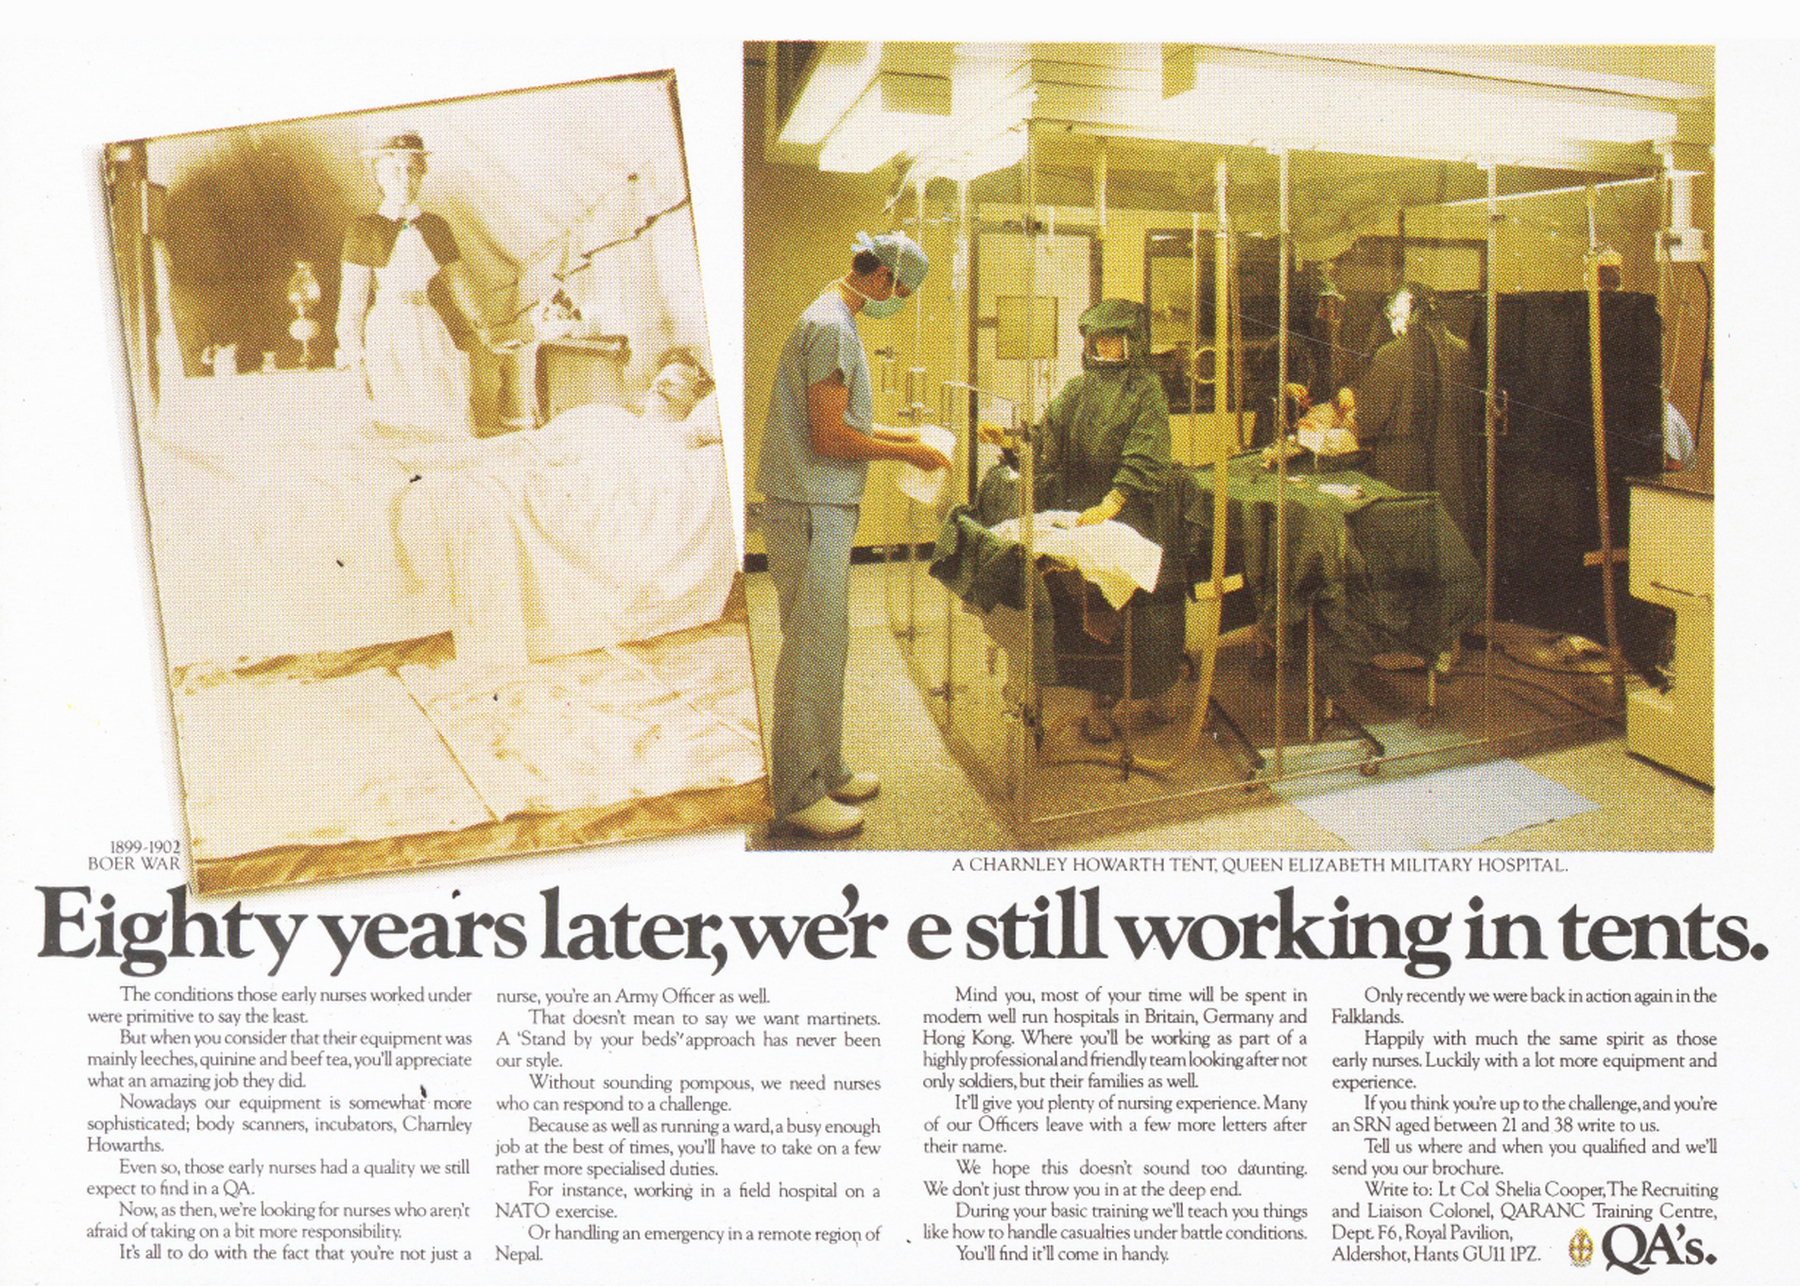 1899-1902
BOER WAR
A CHARNLEY HOWARTH TENT, QUEEN ELIZABETH MILITARY HOSPITAL.
Eighty years later, we'r e still working in tents.
The conditions those early nurses worked under
were primitive to say the least.
But when you consider that their equipment was
mainly leeches, quinine and beef tea, you'll appreciate
what an amazing job they did.
Nowadays our equipment is somewhat more
sophisticated; body scanners, incubators, Charnley
Howarths.
Even so, those early nurses had a quality we still
expect to find in a QA.
Now, as then, we're looking for nurses who aren't
afraid of taking on a bit more responsibility.
It's all to do with the fact that you're not just a
nurse, you're an Army Officer as well.
That doesn't mean to say we want martinets.
A 'Stand by your beds'' approach has never been
our style.
Without sounding pompous, we need nurses
who can respond to a challenge.
Because as well as running a ward, a busy enough
job at the best of times, you'll have to take on a few
rather more specialised duties.
For instance, working in a field hospital on a
NATO exercise.
Or handling an emergency in a remote region of
Nepal.
Mind you, most of your time will be spent in
modern well run hospitals in Britain, Germany and
Hong Kong. Where you'll be working as part of a
highly professional and friendly team looking after not
only soldiers, but their families as well.
It'll give you plenty of nursing experience. Many
of our Officers leave with a few more letters after
their name.
We hope this doesn't sound too daunting.
We don't just throw you in at the deep end.
During your basic training we'll teach you things
like how to handle casualties under battle conditions.
You'll find it'll come in handy.
Only recently we were back in action again in the
Falklands.
Happily with much the same spirit as those
early nurses. Luckily with a lot more equipment and
experience.
If you think you're up to the challenge, and you're
an SRN aged between 21 and 38 write to us.
Tell us where and when you qualified and we'll
send you our brochure.
Write to: Lt Col Shelia Cooper, The Recruiting
and Liaison Colonel, QARANC Training Centre,
Dept. F6, Royal Pavilion,
Aldershot, Hants GU11 1PZ.
QA's.